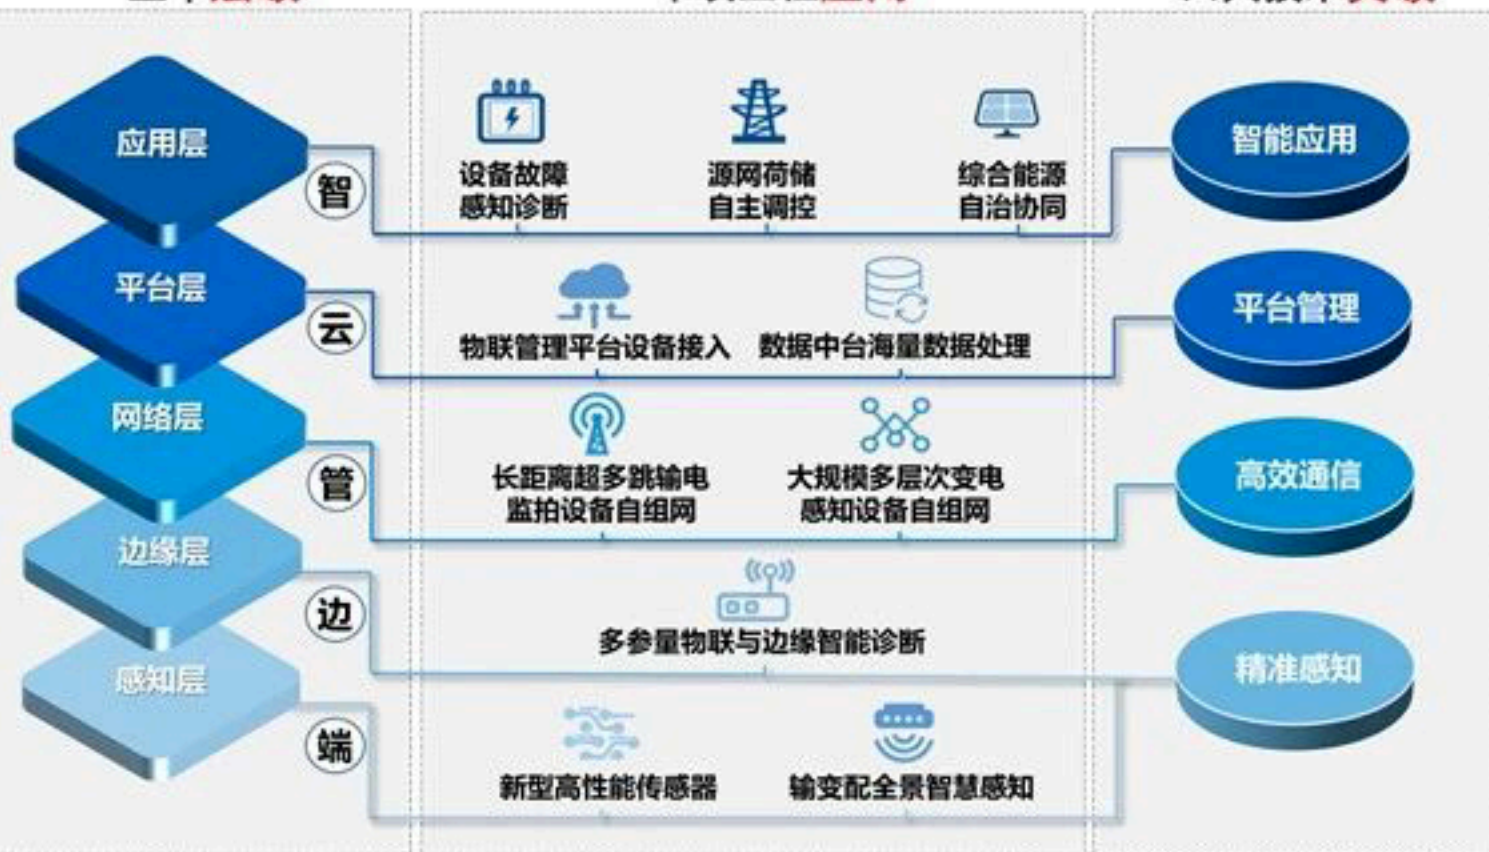 应用层
智
设备故障
感知诊断
源网荷储
自主调控
综合能源
自治协同
智能应用
平台层
云
物联管理平台设备接入
数据中台海量数据处理
平台管理
网络层
管
长距离超多跳输电
监拍设备自组网
大规模多层次变电
感知设备自组网
高效通信
边缘层
边
多参量物联与边缘智能诊断
精准感知
感知层
端
新型高性能传感器
输变配全景智慧感知